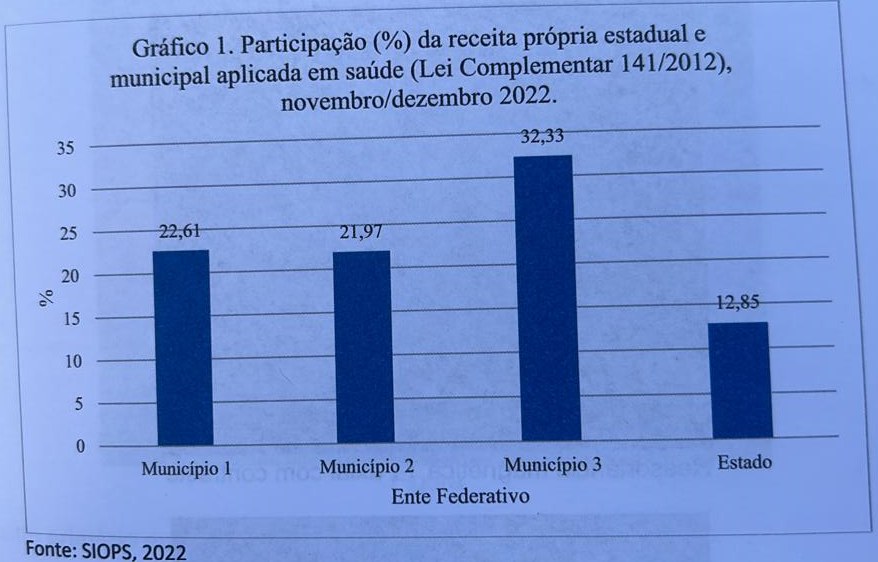 Gráfico 1. Participação (%) da receita própria estadual e
municipal aplicada em saúde (Lei Complementar 141/2012),
novembro/dezembro 2022.
35
30
25
20
15
10
5
0
%
22,61
21,97
32,33
12,85
Município 1
Município 2
Município 3
Estado
Ente Federativo
Fonte: SIOPS, 2022